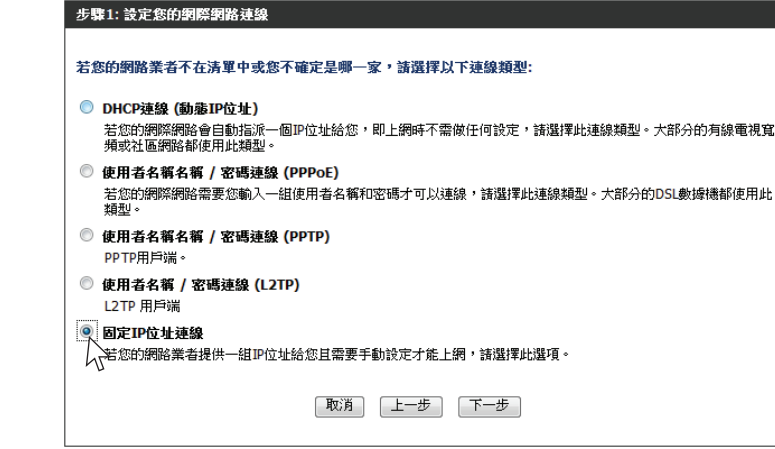 步驟1: 設定您的網際網路連線
若您的網路業者不在清單中或您不確定是哪一家，請選擇以下連線類型:
DHCP連線 (動態IP位址)
若您的網際網路會自動指派一個IP位址給您，即上網時不需做任何設定，請選擇此連線類型。大部分的有線電視寬
頻或社區網路都使用此類型。
使用者名稱名稱 / 密碼連線 (PPPoE)
若您的網際網路需要您輸入一組使用者名稱和密碼才可以連線，請選擇此連線類型。大部分的DSL數據機都使用此
類型。
使用者名稱名稱 / 密碼連線 (PPTP)
PPTP用戶端。
使用者名稱 / 密碼連線 (L2TP)
L2TP 用戶端
固定IP位址連線
若您的網路業者提供一組IP位址給您且需要手動設定才能上網，請選擇此選項。
取消 上一步 下一步